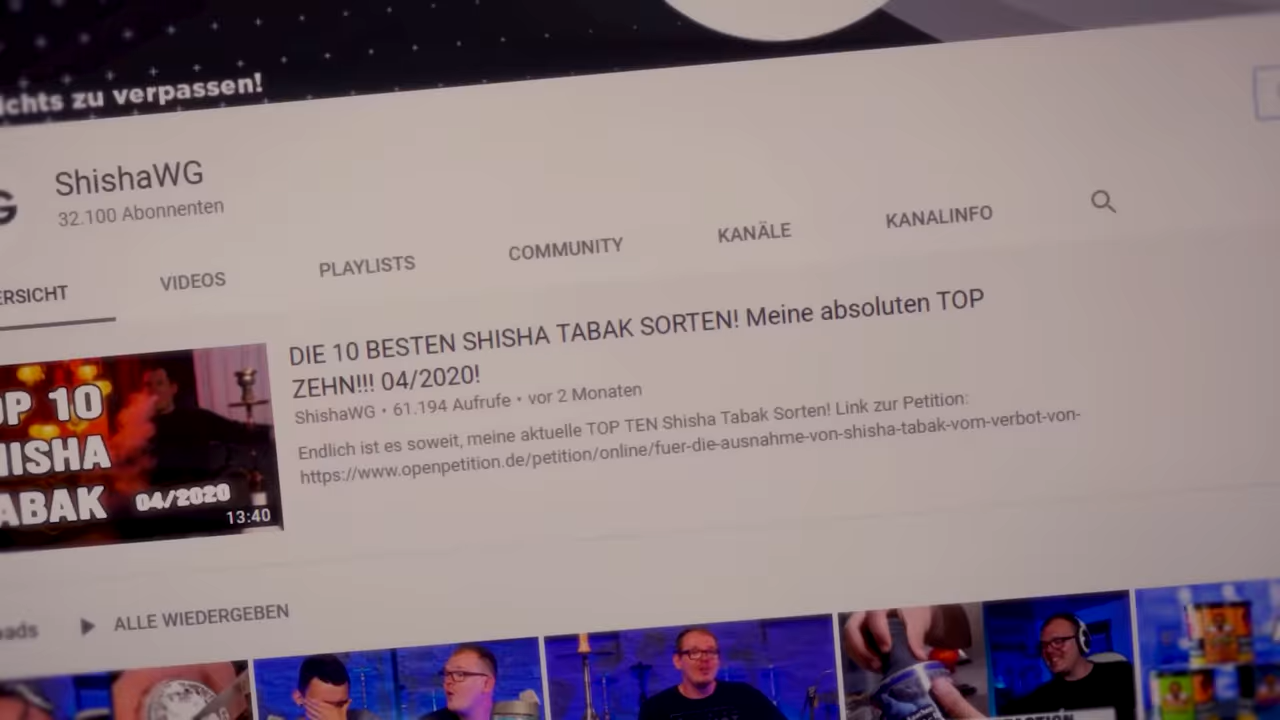 ichts zu verpassen!
G
ShishaWG
32.100 Abonnenten
ERSICHT VIDEOS PLAYLISTS COMMUNITY KANÄLE KANALINFO
DIE 10 BESTEN SHISHA TABAK SORTEN! Meine absoluten TOP
ZEHN!!! 04/2020!
ShishaWG • 61.194 Aufrufe • vor 2 Monaten
Endlich ist es soweit, meine aktuelle TOP TEN Shisha Tabak Sorten! Link zur Petition:
https://www.openpetition.de/petition/online/fuer-die-ausnahme-von-shisha-tabak-vom-verbot-von-
OP 10
HISHA
TABAK 04/2020
13:40
oads ALLE WIEDERGEBEN